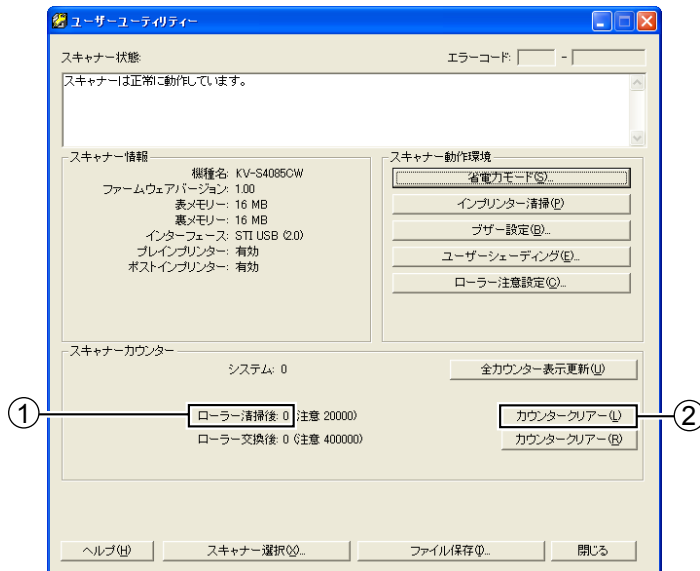 ユーザーユーティリティー
スキャナー状態:
エラーコード: -
スキャナーは正常に動作しています。
スキャナー情報
機種名: KV-S4085CW
ファームウェアバージョン: 1.00
表メモリー: 16 MB
裏メモリー: 16 MB
インターフェース: STI USB (2.0)
プレインプリンター: 有効
ポストインプリンター: 有効
スキャナー動作環境
省電力モード(S)...
インプリンター清掃(P)
ブザー設定(B)...
ユーザーシェーディング(E)...
ローラー注意設定(C)...
スキャナーカウンター
システム: 0
全カウンター表示更新(U)
① ローラー清掃後: 0 (注意 20000) カウンタークリアー(L) ②
ローラー交換後: 0 (注意 400000) カウンタークリアー(R)
ヘルプ(H) スキャナー選択(X)... ファイル保存(I)... 閉じる